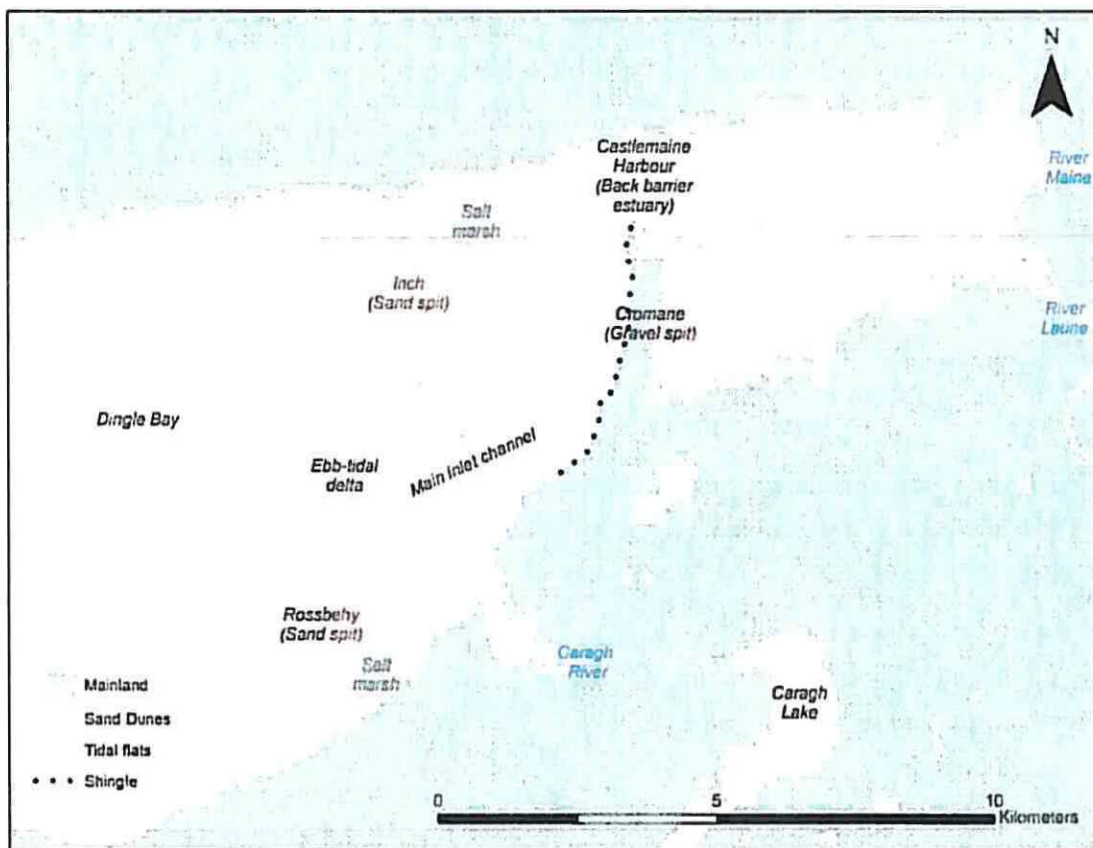 N
Castlemaine
Harbour
(Back barrier
estuary)
River
Maine
Salt
marsh
Inch
(Sand spit)
Cromane
(Gravel spit)
River
Laune
Dingle Bay
Main Inlet channel
Ebb-tidal
delta
Rossbehy
(Sand spit)
Salt
marsh
Caragh
River
Caragh
Lake
Mainland
Sand Dunes
Tidal flats
Shingle
0 5 10
Kilometers